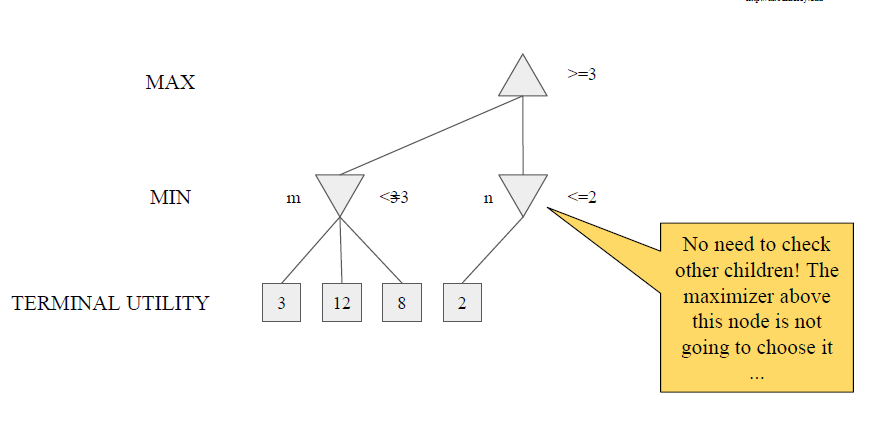 MAX
>=3
MIN
m
<=3
n
<=2
No need to check
other children! The
maximizer above
this node is not
going to choose it
...
TERMINAL UTILITY
3
12
8
2